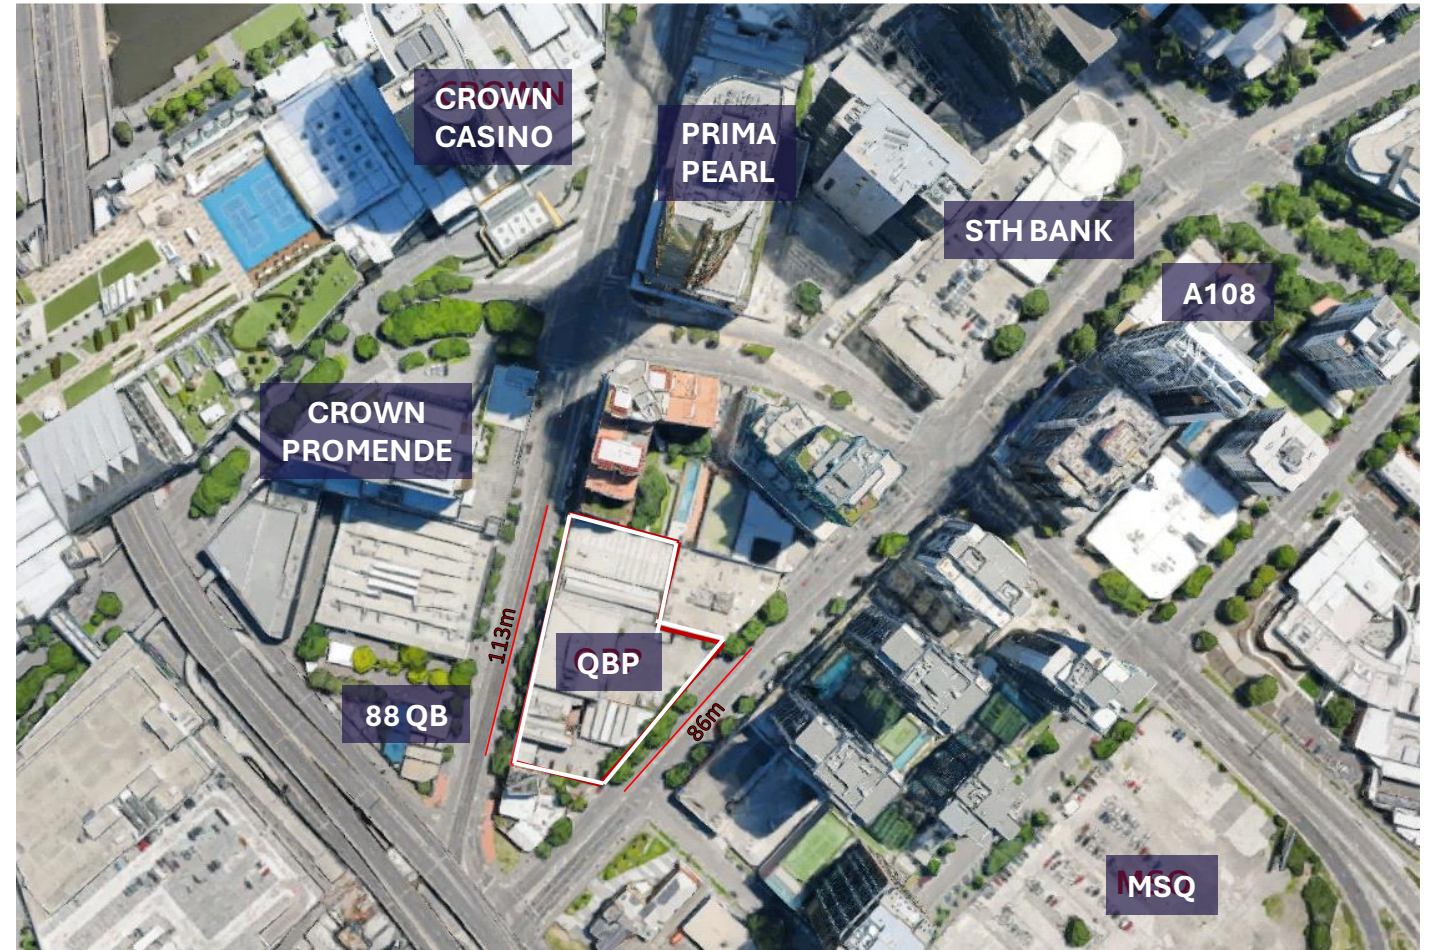 CROWN
CASINO
PRIMA
PEARL
STH BANK
A108
CROWN
PROMENDE
113m
QBP
88 QB
86m
MSQ